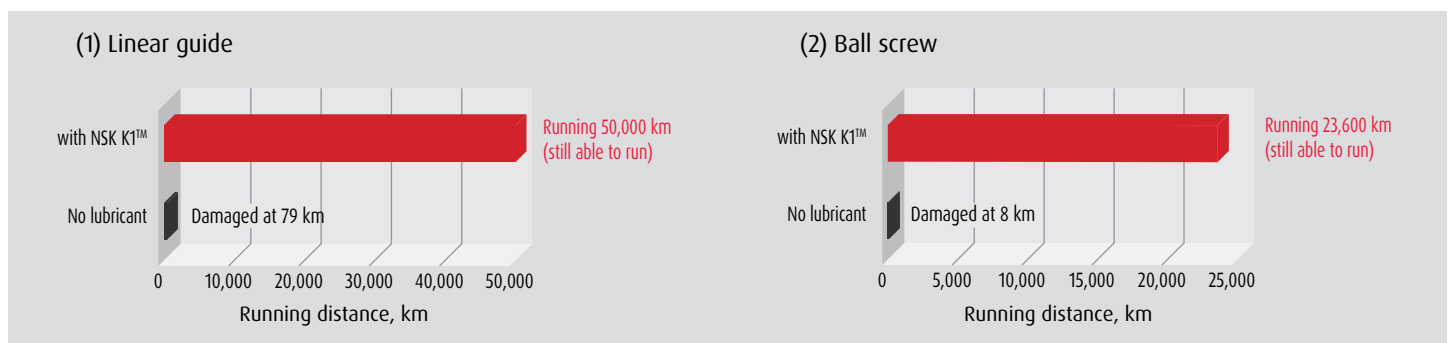 (1) Linear guide
with NSK K1™
Running 50,000 km
(still able to run)
No lubricant
Damaged at 79 km
0 10,000 20,000 30,000 40,000 50,000
Running distance, km
(2) Ball screw
with NSK K1™
Running 23,600 km
(still able to run)
No lubricant
Damaged at 8 km
0 5,000 10,000 15,000 20,000 25,000
Running distance, km